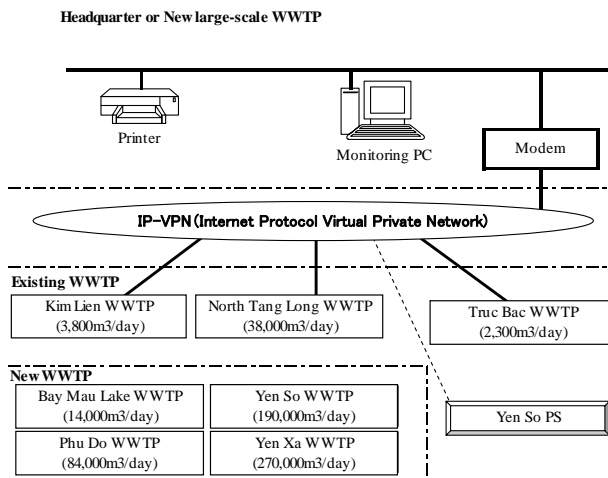 Headquarter or New large-scale WWTP
Printer
Monitoring PC
Modem
IP-VPN(Internet Protocol Virtual Private Network)
Existing WWTP
Kim Lien WWTP
(3,800m3/day)
North Tang Long WWTP
(38,000m3/day)
Truc Bac WWTP
(2,300m3/day)
New WWTP
Bay Mau Lake WWTP
(14,000m3/day)
Yen So WWTP
(190,000m3/day)
Phu Do WWTP
(84,000m3/day)
Yen Xa WWTP
(270,000m3/day)
Yen So PS